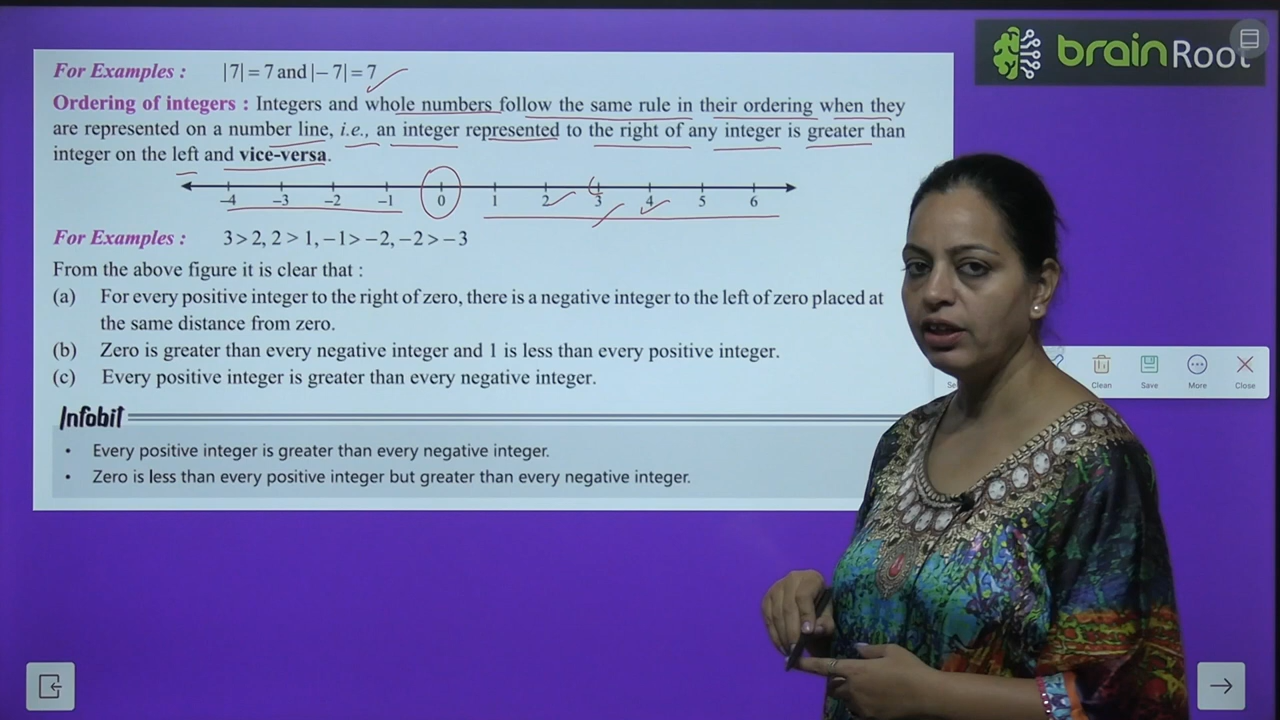 brainRoot
For Examples : |7| = 7 and |– 7| = 7
Ordering of integers : Integers and whole numbers follow the same rule in their ordering when they
are represented on a number line, i.e., an integer represented to the right of any integer is greater than
integer on the left and vice-versa.
–4 –3 –2 –1 0 1 2 3 4 5 6
For Examples : 3 > 2, 2 > 1, – 1 > – 2, – 2 > – 3
From the above figure it is clear that :
(a) For every positive integer to the right of zero, there is a negative integer to the left of zero placed at
the same distance from zero.
(b) Zero is greater than every negative integer and 1 is less than every positive integer.
(c) Every positive integer is greater than every negative integer.
Clean Save More Close
Infobit
• Every positive integer is greater than every negative integer.
• Zero is less than every positive integer but greater than every negative integer.